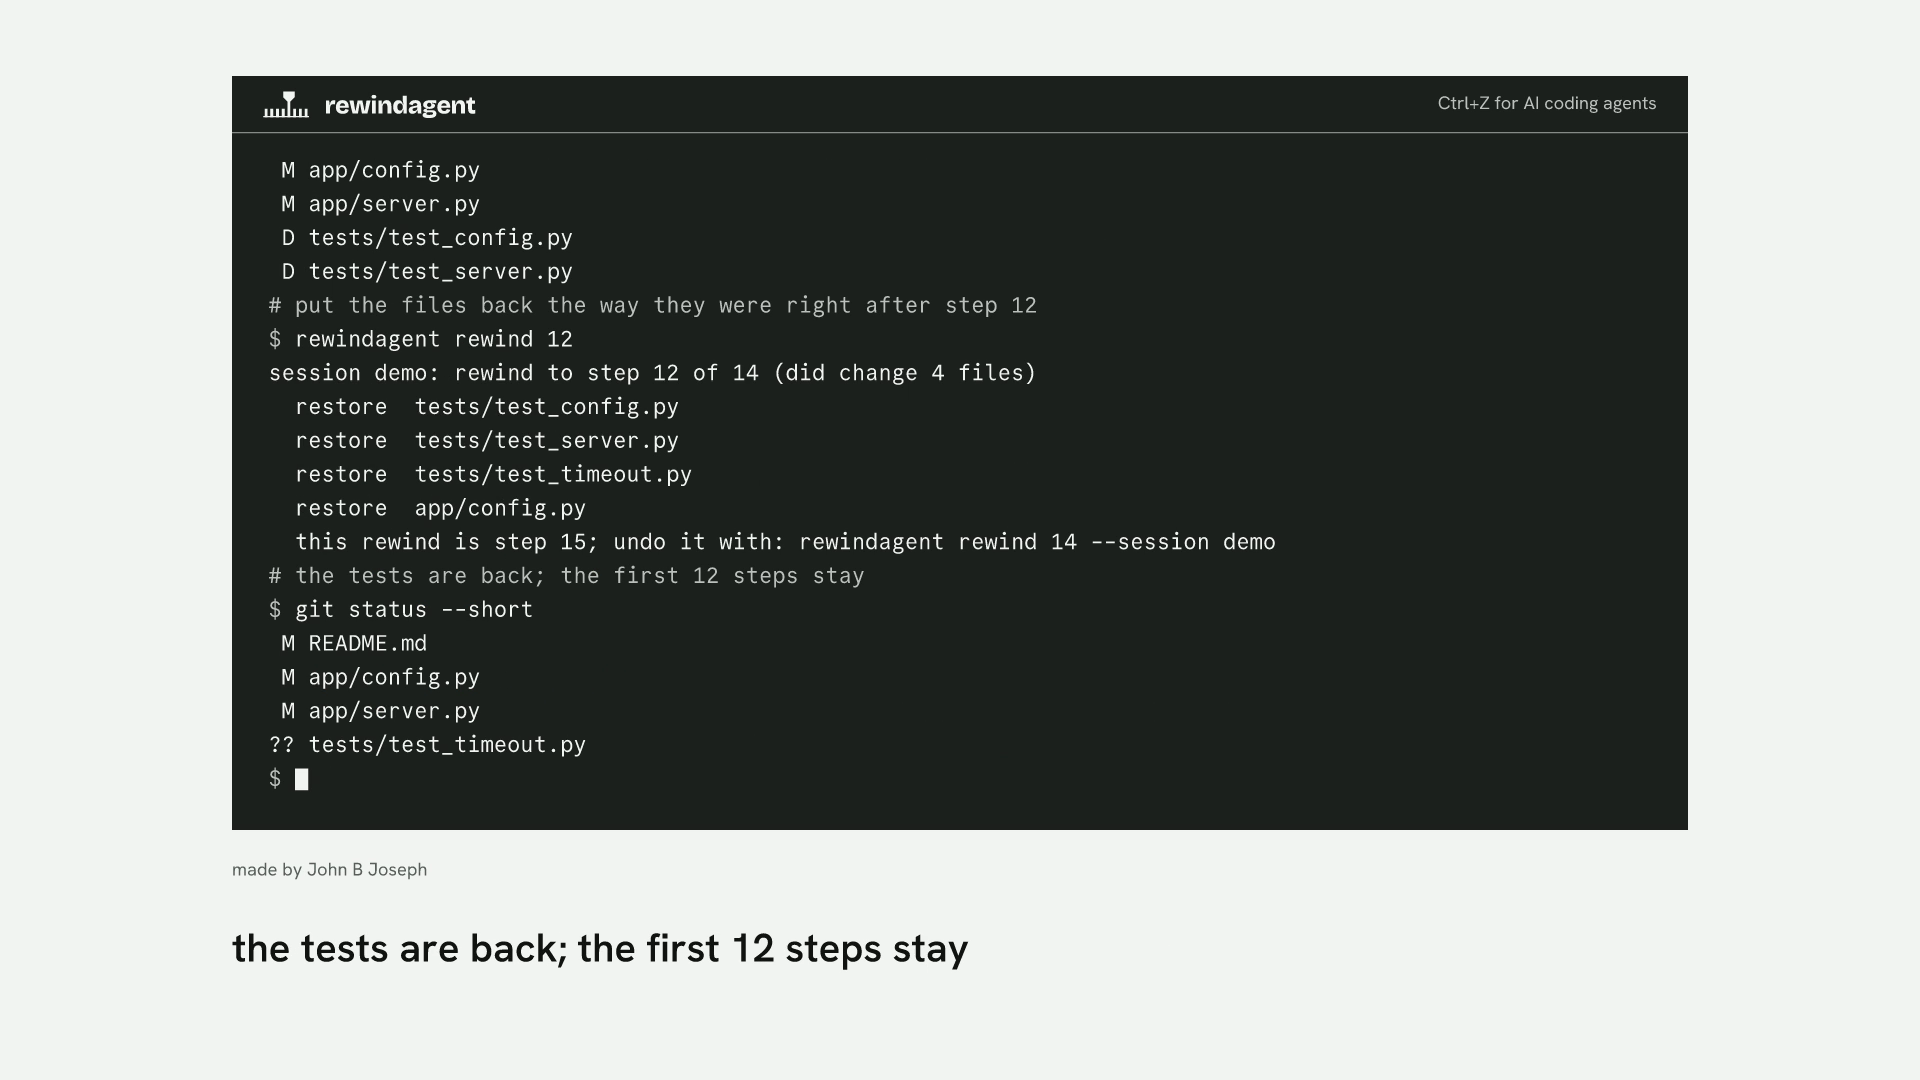 rewindagent
Ctrl+Z for AI coding agents
 M app/config.py
 M app/server.py
 D tests/test_config.py
 D tests/test_server.py
# put the files back the way they were right after step 12
$ rewindagent rewind 12
session demo: rewind to step 12 of 14 (did change 4 files)
  restore  tests/test_config.py
  restore  tests/test_server.py
  restore  tests/test_timeout.py
  restore  app/config.py
  this rewind is step 15; undo it with: rewindagent rewind 14 --session demo
# the tests are back; the first 12 steps stay
$ git status --short
 M README.md
 M app/config.py
 M app/server.py
?? tests/test_timeout.py
$
made by John B Joseph
the tests are back; the first 12 steps stay